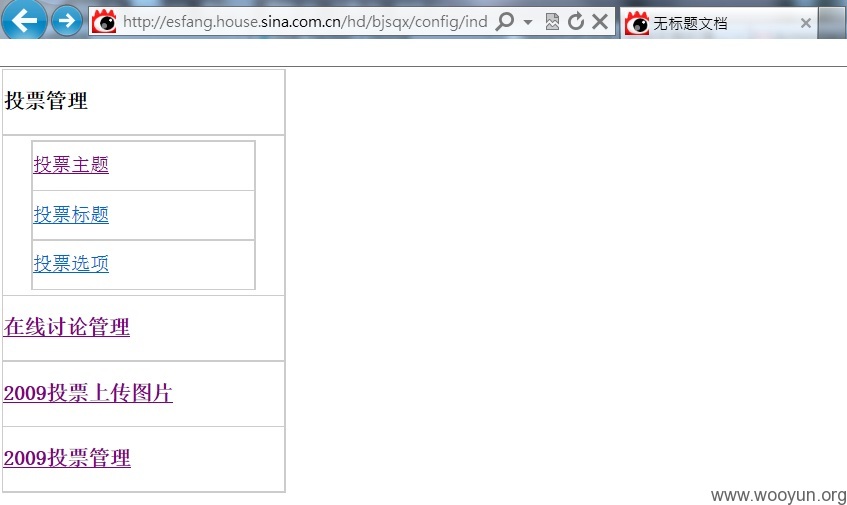 http://esfang.house.sina.com.cn/hd/bjsqx/config/ind
无标题文档
投票管理
投票主题
投票标题
投票选项
在线讨论管理
2009投票上传图片
2009投票管理
www.wooyun.org